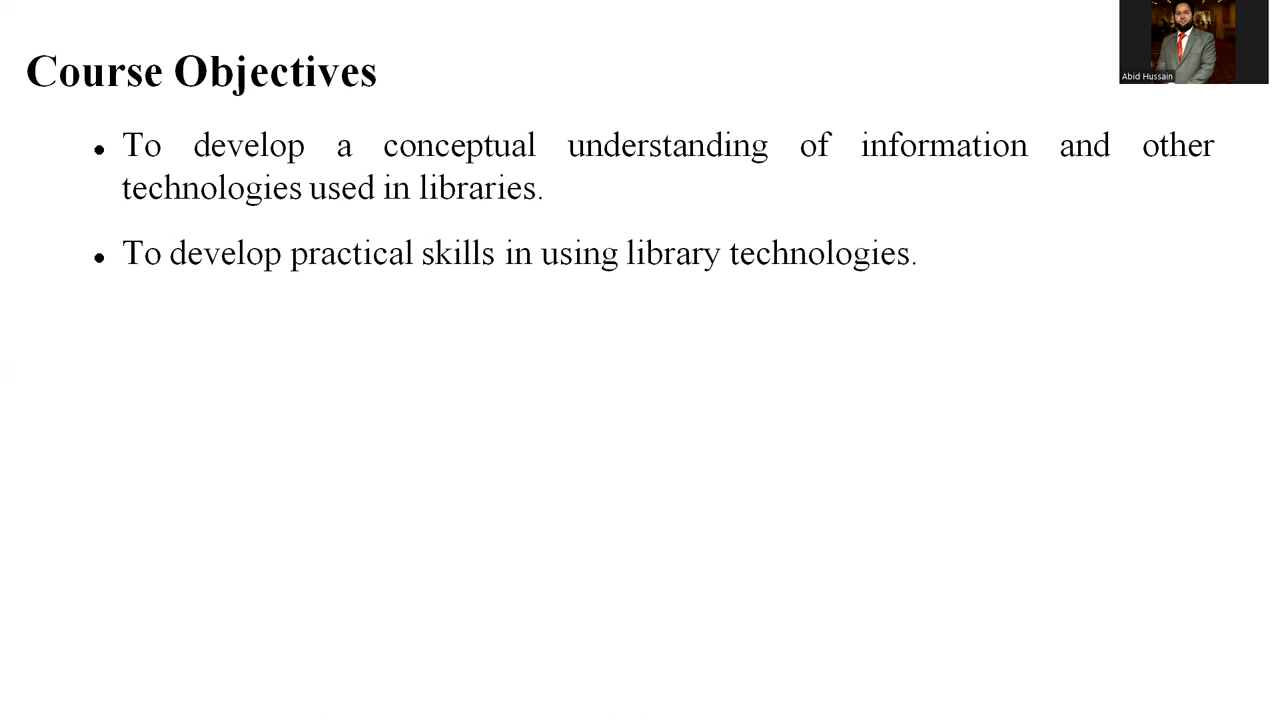 Course Objectives
Abid Hussain
• To develop a conceptual understanding of information and other
technologies used in libraries.
• To develop practical skills in using library technologies.